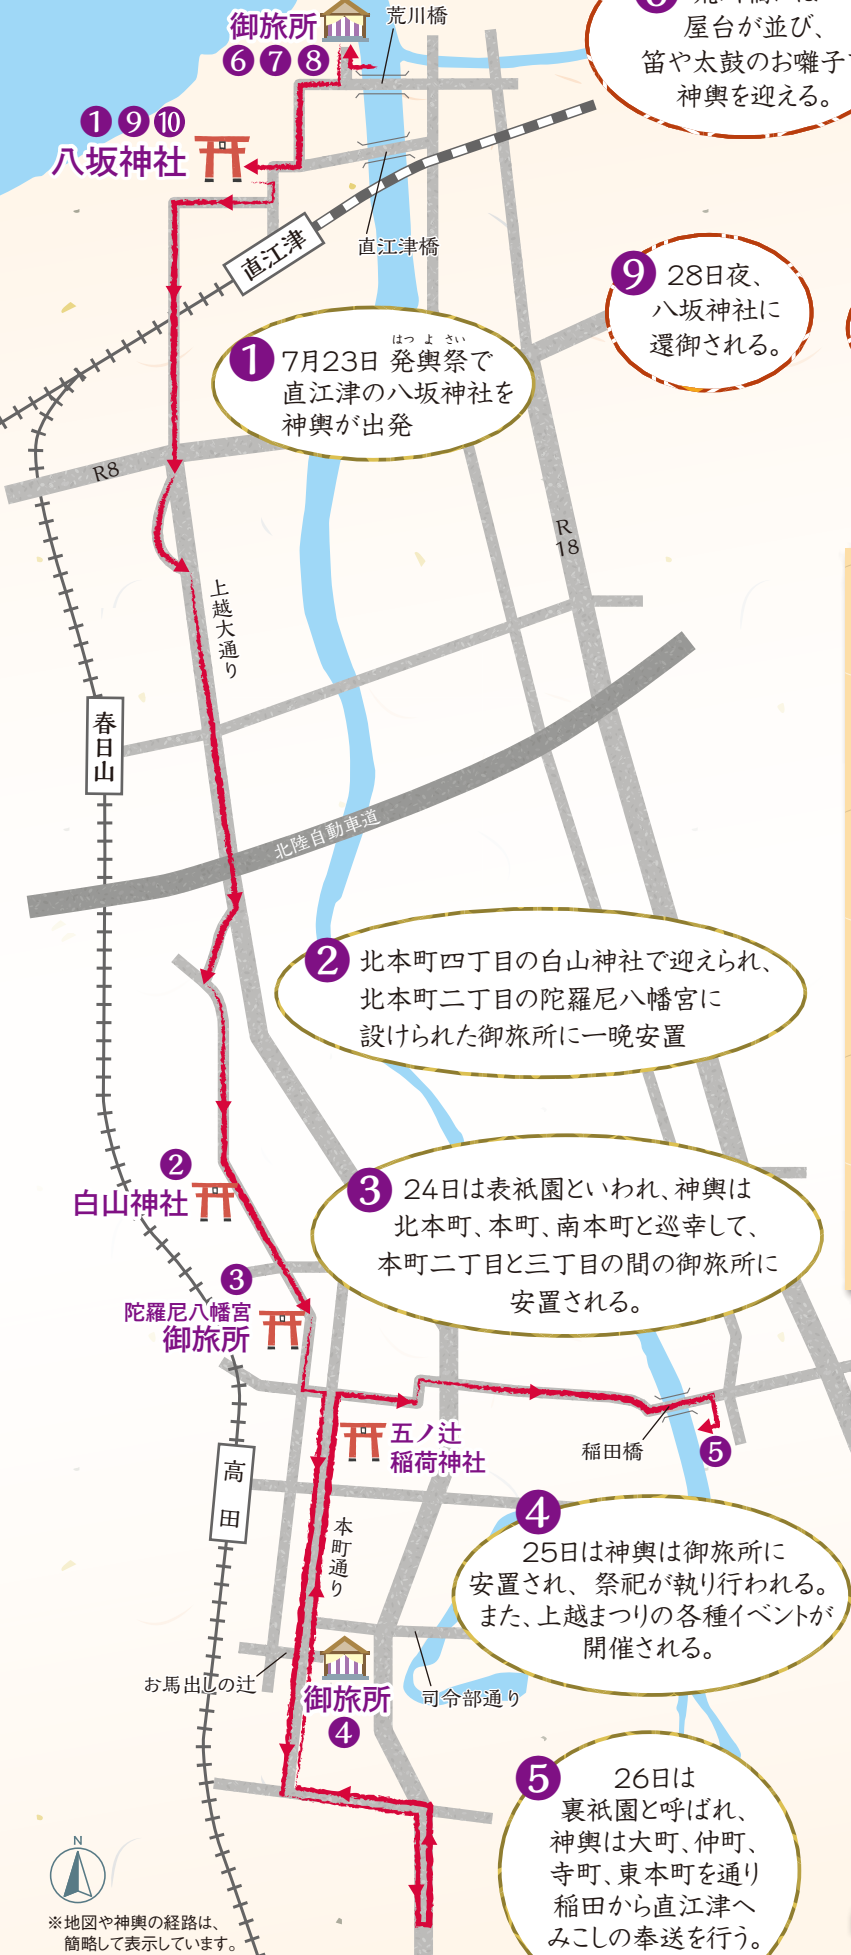 御旅所
❻❼❽
荒川橋
屋台が並び、
笛や太鼓のお囃子で
神輿を迎える。
❶❾❿
八坂神社
直江津
直江津橋
❾ 28日夜、
八坂神社に
還御される。
はつ よ さい
❶ 7月23日 発輿祭で
直江津の八坂神社を
神輿が出発
R8
R
18
上越大通り
春日山
北陸自動車道
❷ 北本町四丁目の白山神社で迎えられ、
北本町二丁目の陀羅尼八幡宮に
設けられた御旅所に一晩安置
❷
白山神社
❸ 24日は表祇園といわれ、神輿は
北本町、本町、南本町と巡幸して、
本町二丁目と三丁目の間の御旅所に
安置される。
❸
陀羅尼八幡宮
御旅所
五ノ辻
稲荷神社
稲田橋
❺
高田
本町通り
❹
25日は神輿は御旅所に
安置され、祭祀が執り行われる。
また、上越まつりの各種イベントが
開催される。
お馬出しの辻
御旅所
❹
司令部通り
❺ 26日は
裏祇園と呼ばれ、
神輿は大町、仲町、
寺町、東本町を通り
稲田から直江津へ
みこしの奉送を行う。
N
※地図や神輿の経路は、
簡略して表示しています。